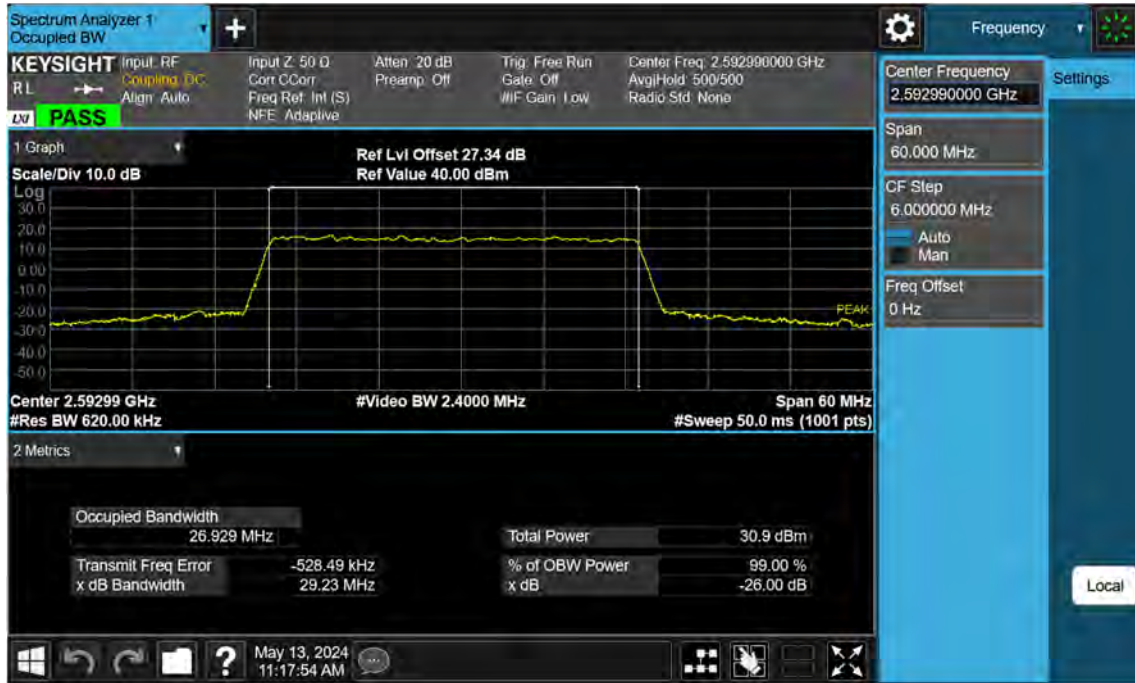 Spectrum Analyzer 1
Occupied BW
Frequency
KEYSIGHT
RL
LXI
PASS
Input: RF
Coupling: DC
Align: Auto
Input Z: 50 Ω
Corr CCorr
Freq Ref: Int (S)
NFE: Adaptive
Atten: 20 dB
Preamp: Off
Trig: Free Run
Gate: Off
#IF Gain: Low
Center Freq: 2.592990000 GHz
Avg|Hold: 500/500
Radio Std: None
Center Frequency
2.592990000 GHz
Settings
Span
60.000 MHz
CF Step
6.000000 MHz
Auto
Man
Freq Offset
0 Hz
Local
1 Graph
Scale/Div 10.0 dB
Ref Lvl Offset 27.34 dB
Ref Value 40.00 dBm
Log
30.0
20.0
10.0
0.00
-10.0
-20.0
-30.0
-40.0
-50.0
PEAK
Center 2.59299 GHz
#Video BW 2.4000 MHz
Span 60 MHz
#Res BW 620.00 kHz
#Sweep 50.0 ms (1001 pts)
2 Metrics
Occupied Bandwidth
26.929 MHz
Total Power 30.9 dBm
Transmit Freq Error -528.49 kHz
% of OBW Power 99.00 %
x dB Bandwidth 29.23 MHz
x dB -26.00 dB
?
May 13, 2024
11:17:54 AM